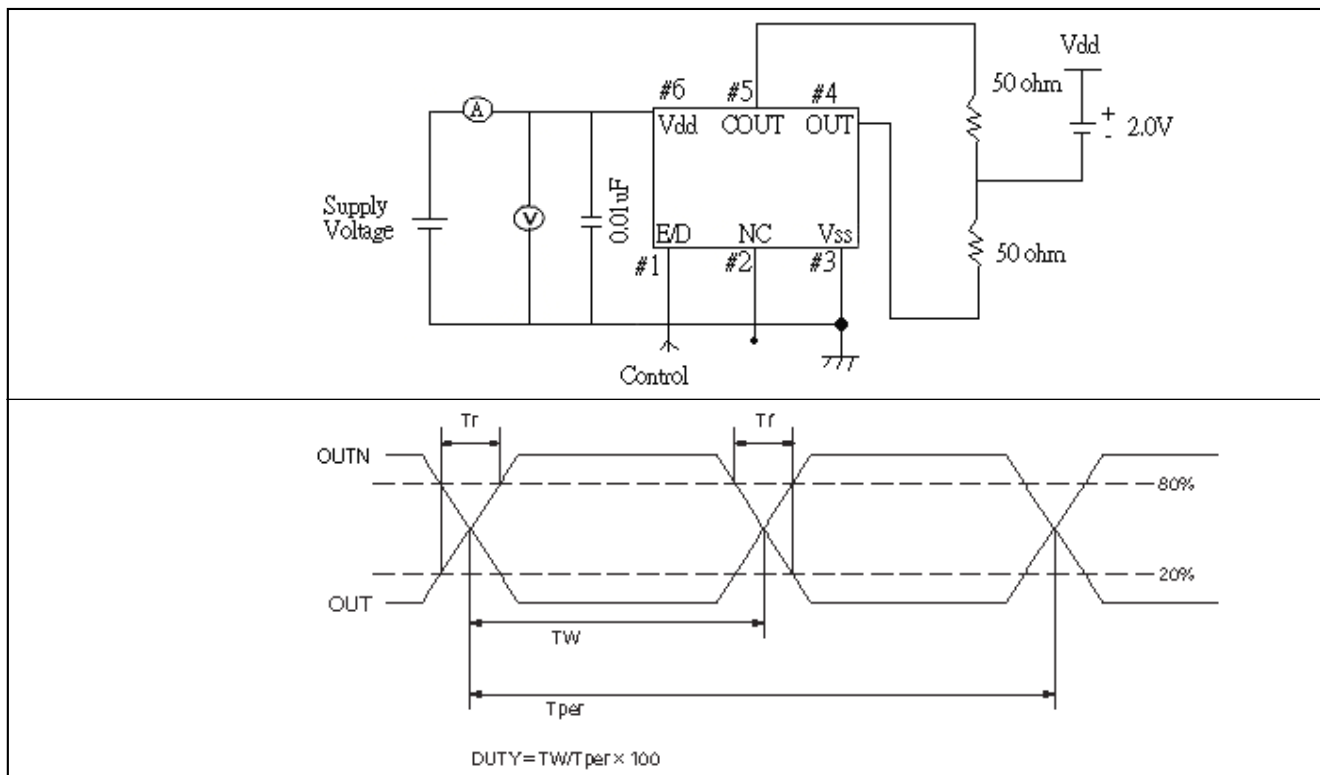 Vdd
#6 #5 #4
50 ohm
A
Vdd COUT OUT
+
-
2.0V
Supply
Voltage
V
0.01uF
E/D NC Vss
#1 #2 #3
50 ohm
Control
Tr Tf
OUTN
80%
20%
OUT
TW
Tper
DUTY=TW/Tper × 100